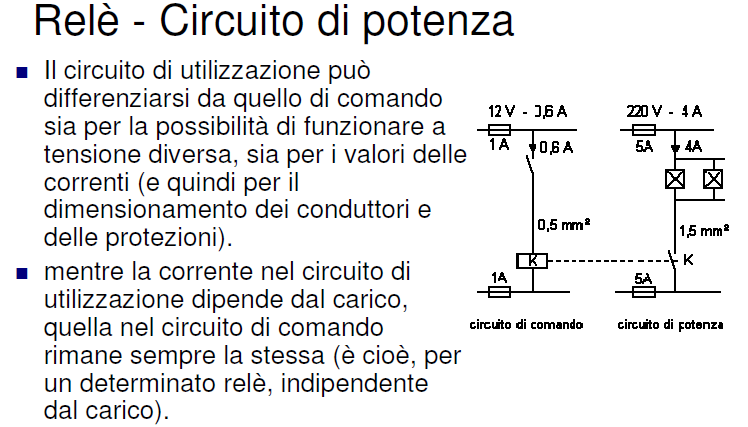 Relè - Circuito di potenza
Il circuito di utilizzazione può
differenziarsi da quello di comando
sia per la possibilità di funzionare a
tensione diversa, sia per i valori delle
correnti (e quindi per il
dimensionamento dei conduttori e
delle protezioni).
mentre la corrente nel circuito di
utilizzazione dipende dal carico,
quella nel circuito di comando
rimane sempre la stessa (è cioè, per
un determinato relè, indipendente
dal carico).
12 V - 0,6 A
1 A
0,6 A
0,5 mm²
K
1A
circuito di comando
220 V - 4 A
5A
4A
1,5 mm²
K
5A
circuito di potenza